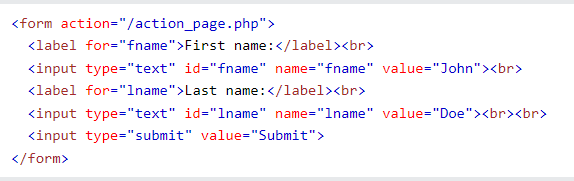 <form action="/action_page.php">
<label for="fname">First name:</label><br>
<input type="text" id="fname" name="fname" value="John"><br>
<label for="lname">Last name:</label><br>
<input type="text" id="lname" name="lname" value="Doe"><br><br>
<input type="submit" value="Submit">
</form>